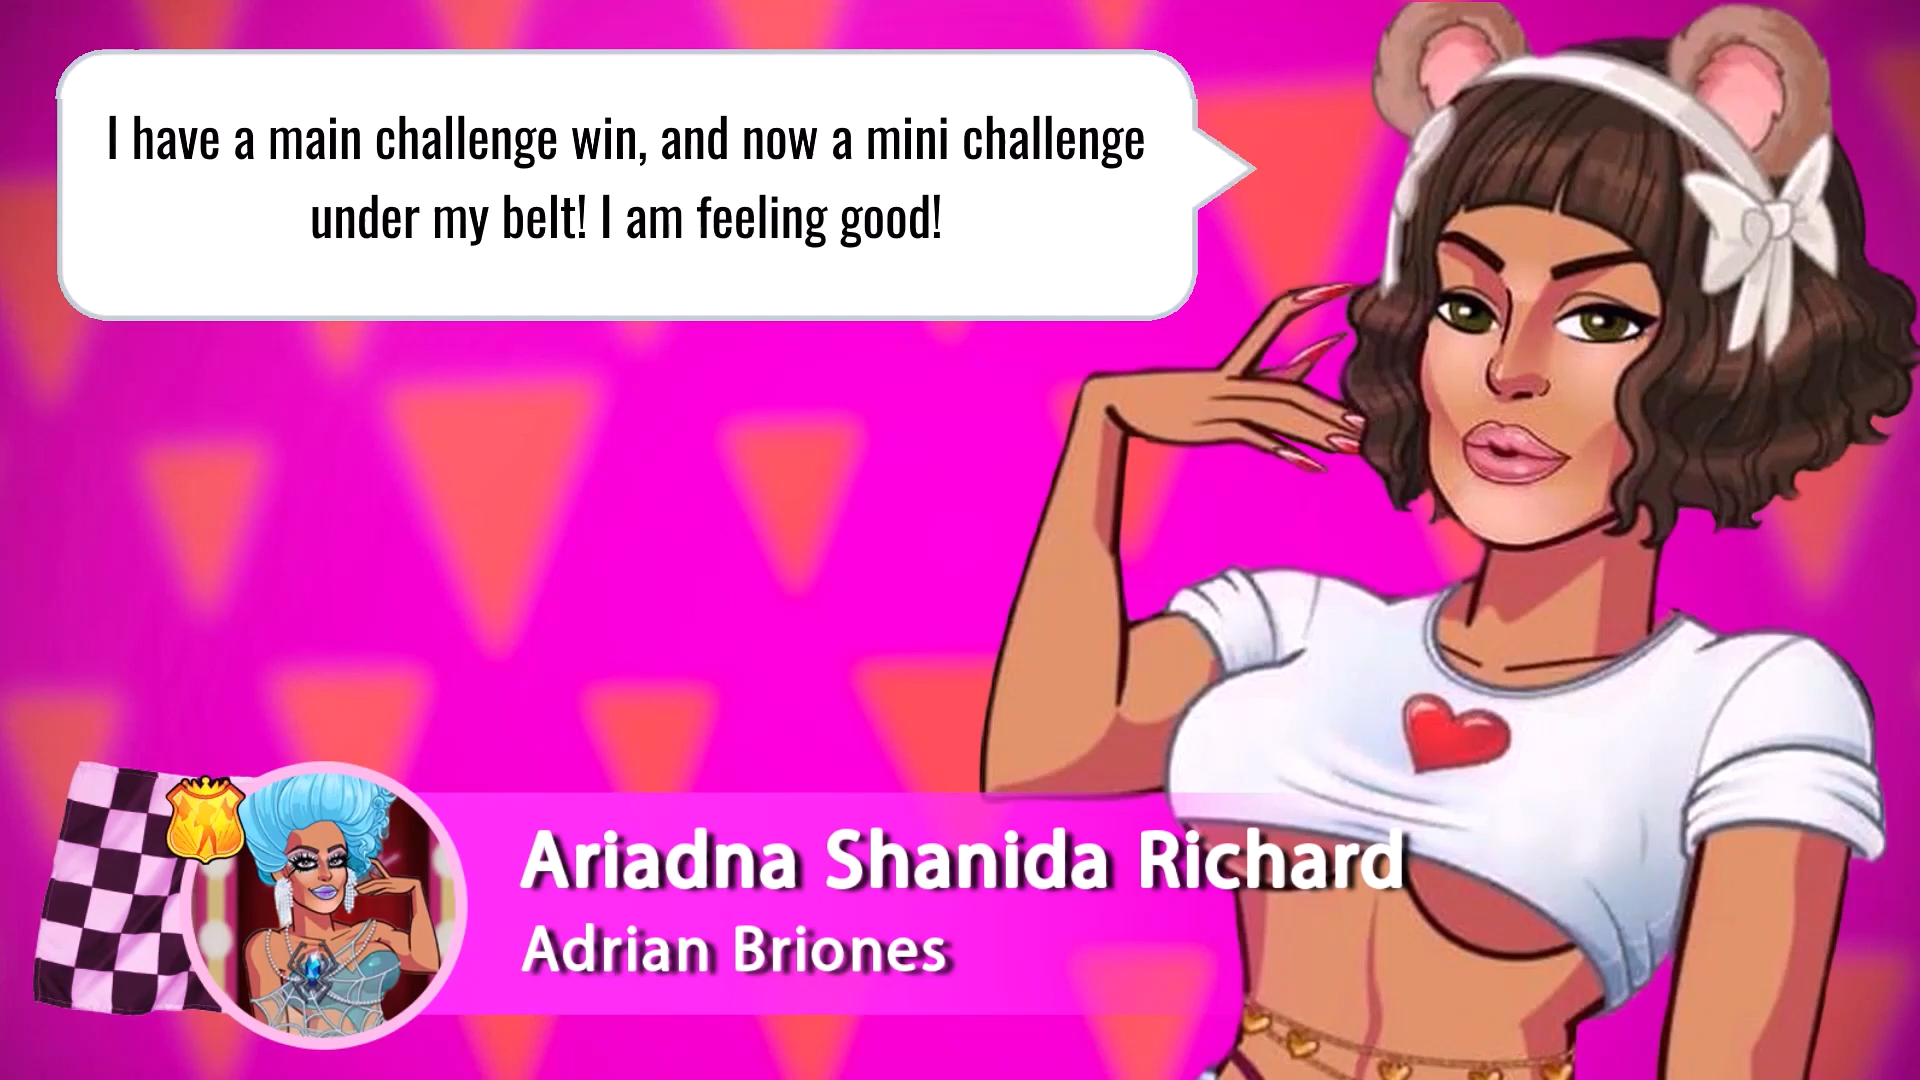 I have a main challenge win, and now a mini challenge
under my belt! I am feeling good!
Ariadna Shanida Richard
Adrian Briones